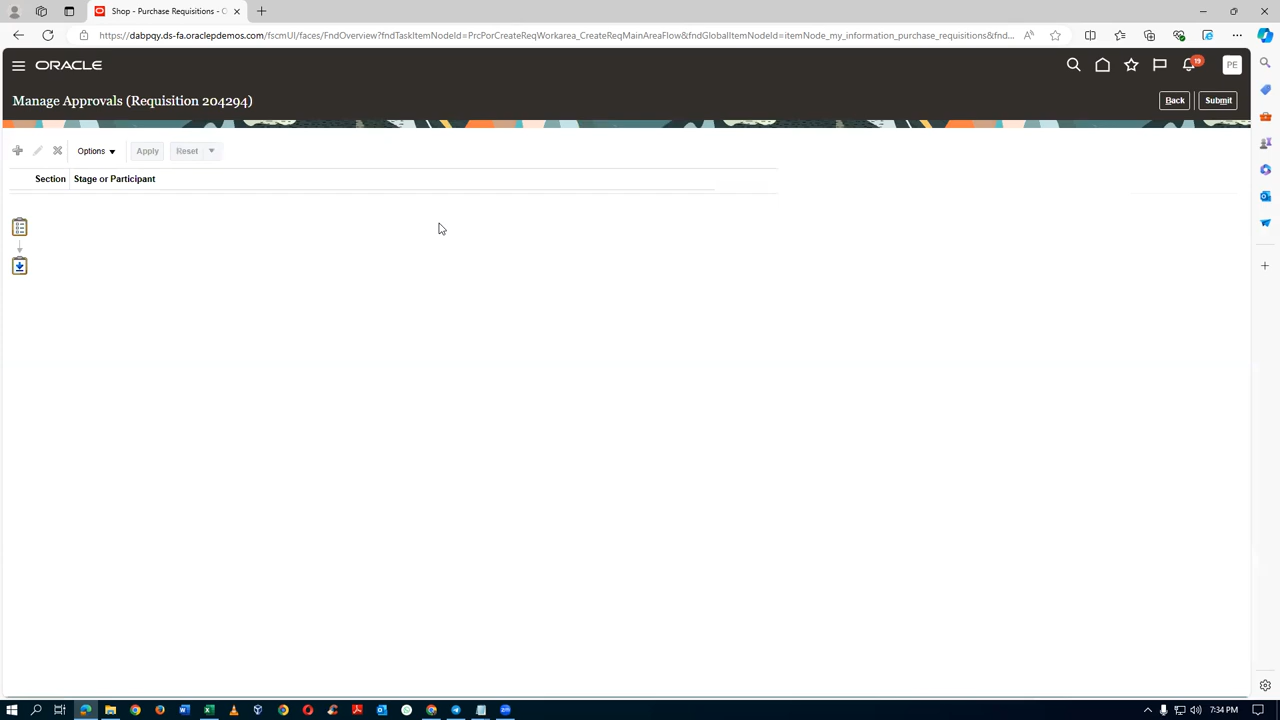 Shop - Purchase Requisitions - O
https://dabpqy.ds-fa.oraclepdemos.com/fscmUI/faces/FndOverview?fndTaskItemNodeId=PrcPorCreateReqWorkarea_CreateReqMainAreaFlow&fndGlobalItemNodeId=itemNode_my_information_purchase_requisitions&fnd...
ORACLE
19
PE
Manage Approvals (Requisition 204294)
Back
Submit
Options
Apply
Reset
Section
Stage or Participant
7:34 PM